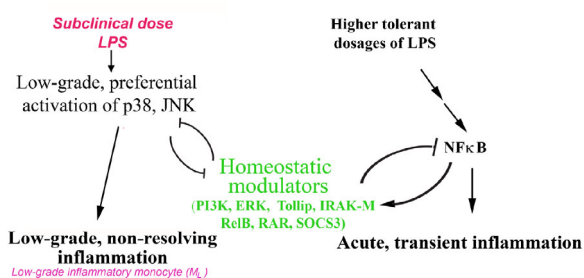 Subclinical dose
LPS
Low-grade, preferential
activation of p38, JNK
Higher tolerant
dosages of LPS
NFκB
Homeostatic
modulators
(PI3K, ERK, Tollip, IRAK-M
RelB, RAR, SOCS3)
Low-grade, non-resolving
inflammation
Low-grade inflammatory monocyte (ML)
Acute, transient inflammation